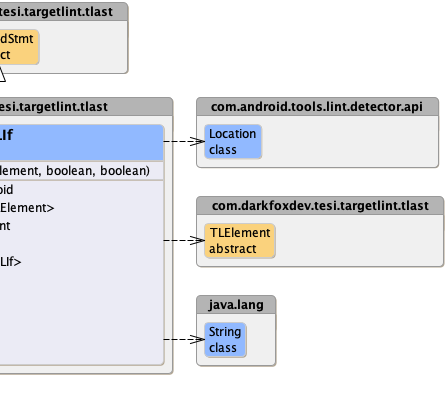 tesi.targetlint.tlast
dStmt
ct
esi.targetlint.tlast
LIf
lement, boolean, boolean)
oid
Element>
nt
LIf>
com.android.tools.lint.detector.api
Location
class
com.darkfoxdev.tesi.targetlint.tlast
TLElement
abstract
java.lang
String
class